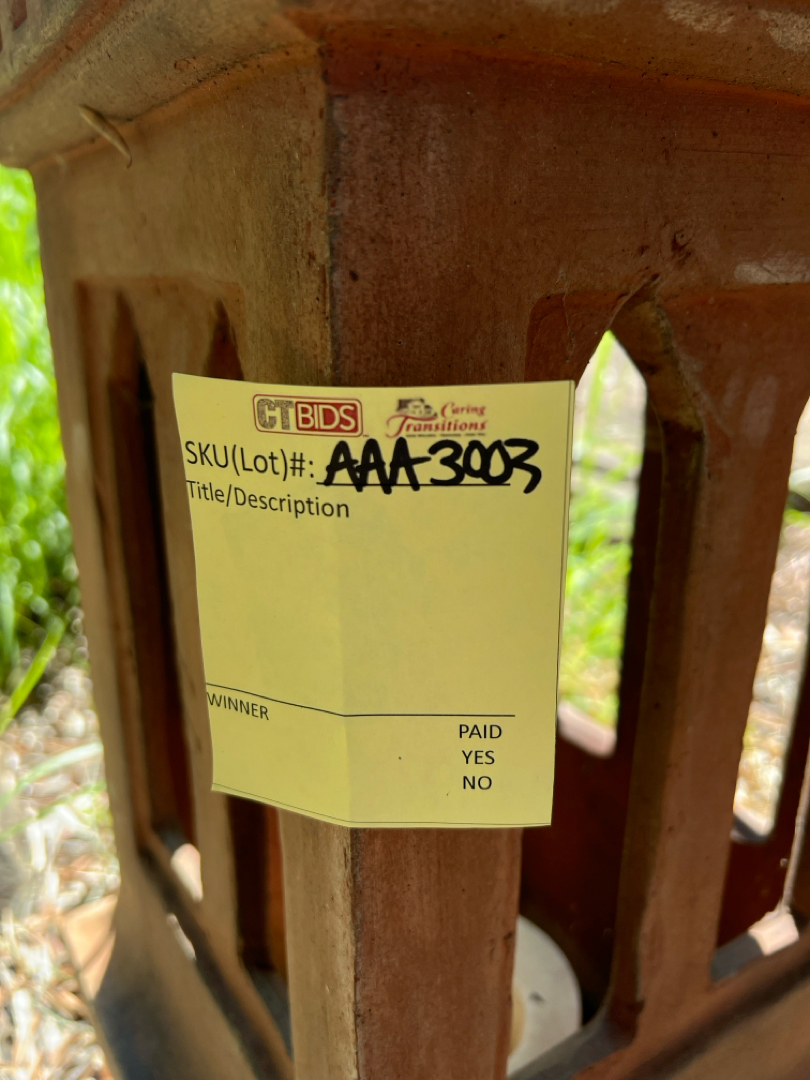 CTBIDS Caring Transitions
SKU(Lot)#: AAA3003
Title/Description
WINNER
PAID
YES
NO